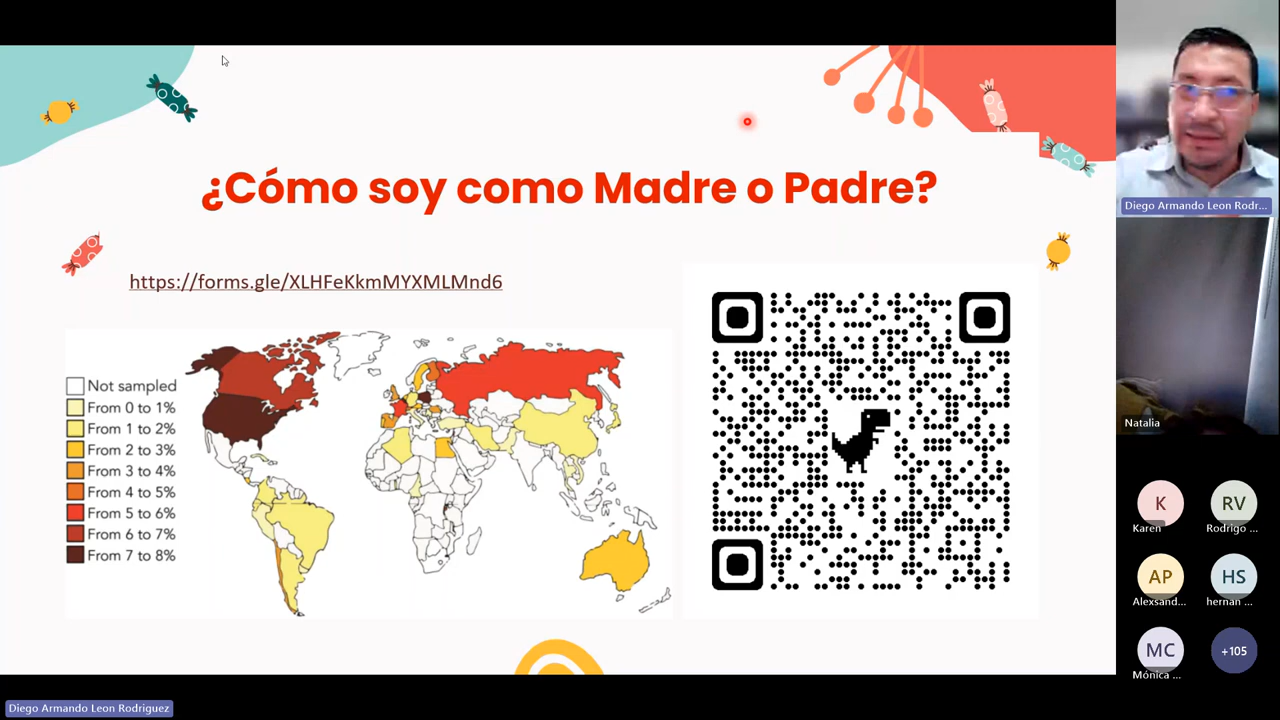 ¿Cómo soy como Madre o Padre?
https://forms.gle/XLHFeKkmMYXMLMnd6
Not sampled
From 0 to 1%
From 1 to 2%
From 2 to 3%
From 3 to 4%
From 4 to 5%
From 5 to 6%
From 6 to 7%
From 7 to 8%
Diego Armando Leon Rodr...
Natalia
K
RV
Karen
Rodrigo ...
AP
HS
Alexsand...
hernan ...
MC
+105
Mónica ...
Diego Armando Leon Rodriguez